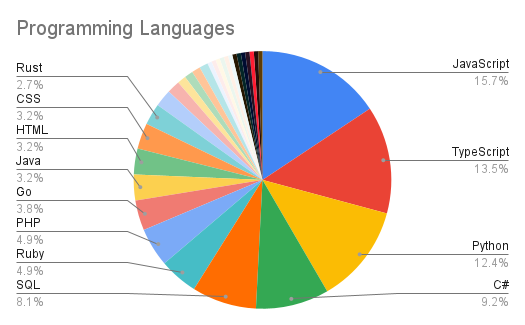 Programming Languages
Rust
2.7%
CSS
3.2%
HTML
3.2%
Java
3.2%
Go
3.8%
PHP
4.9%
Ruby
4.9%
SQL
8.1%
JavaScript
15.7%
TypeScript
13.5%
Python
12.4%
C#
9.2%